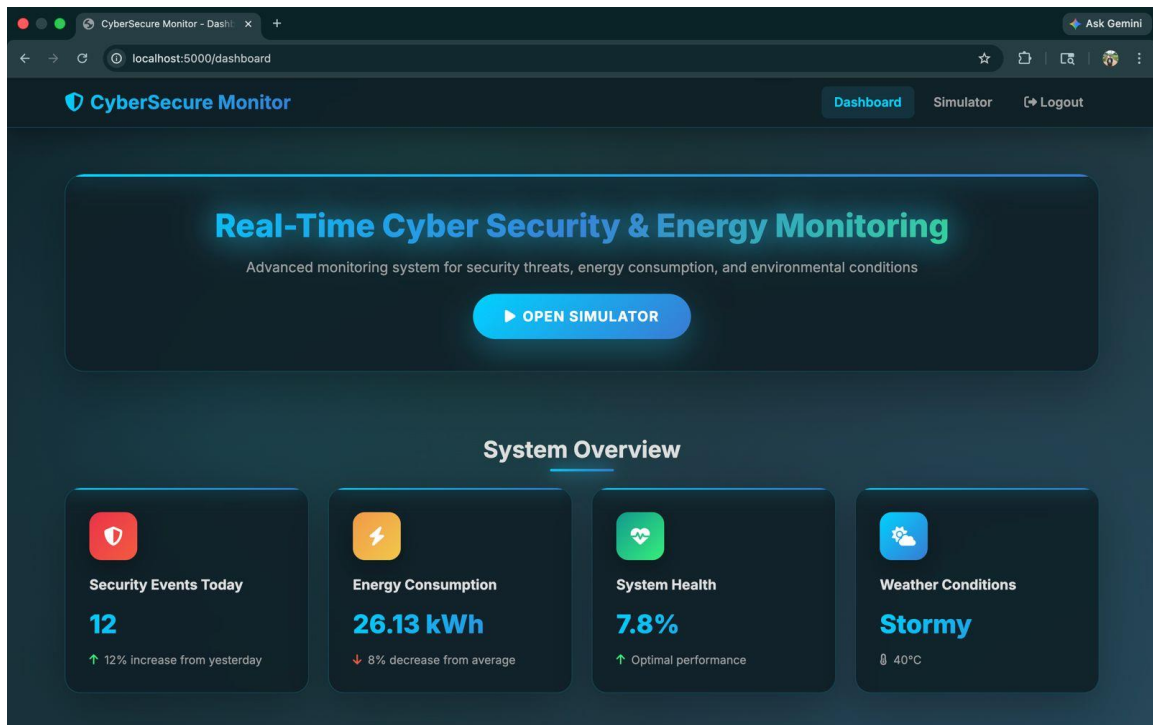 CyberSecure Monitor - Dashb
Ask Gemini
localhost:5000/dashboard
CyberSecure Monitor
Dashboard
Simulator
Logout
Real-Time Cyber Security & Energy Monitoring
Advanced monitoring system for security threats, energy consumption, and environmental conditions
OPEN SIMULATOR
System Overview
Security Events Today
12
12% increase from yesterday
Energy Consumption
26.13 kWh
8% decrease from average
System Health
7.8%
Optimal performance
Weather Conditions
Stormy
40°C